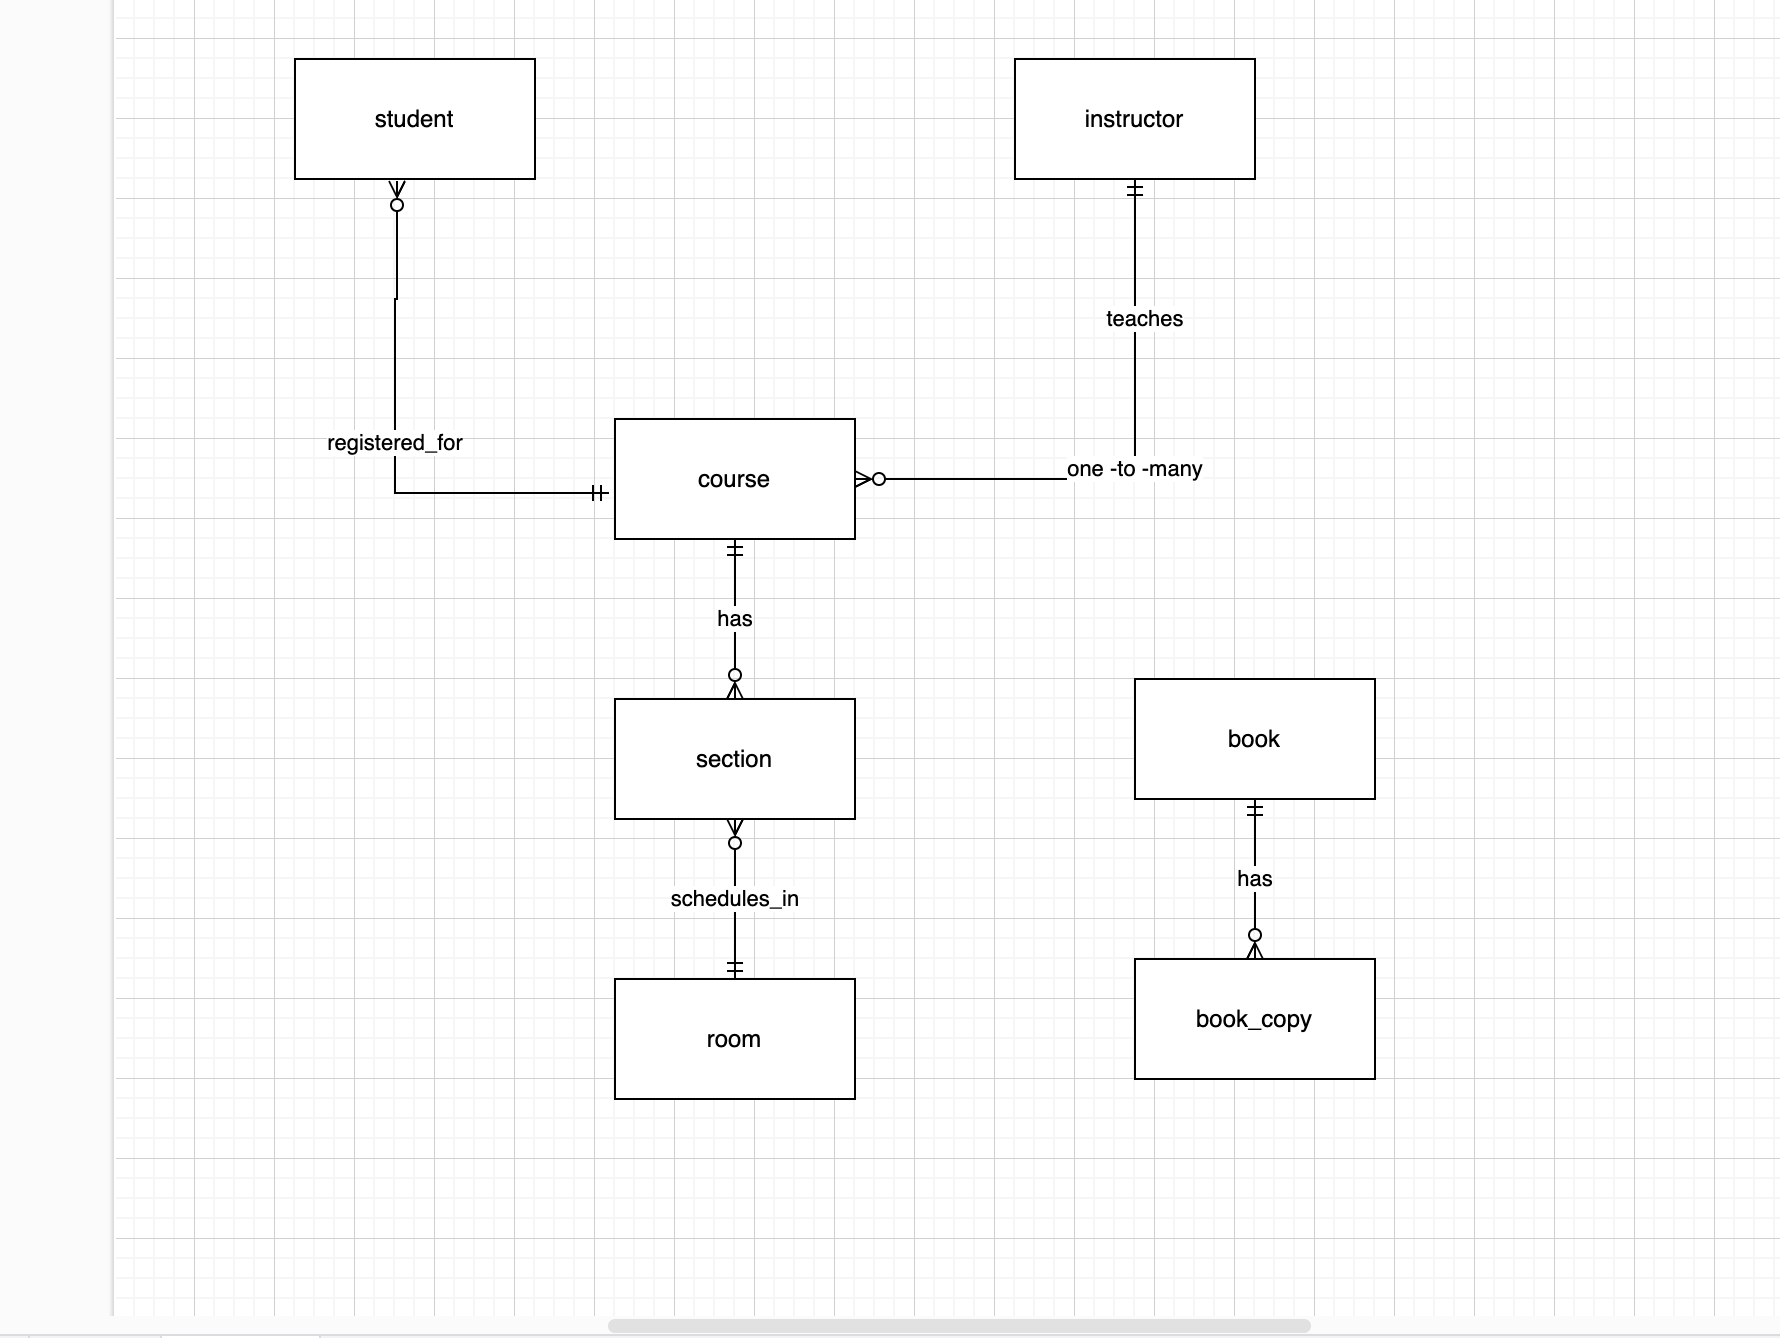 student
instructor
teaches
registered_for
one -to -many
course
has
section
book
has
schedules_in
book_copy
room